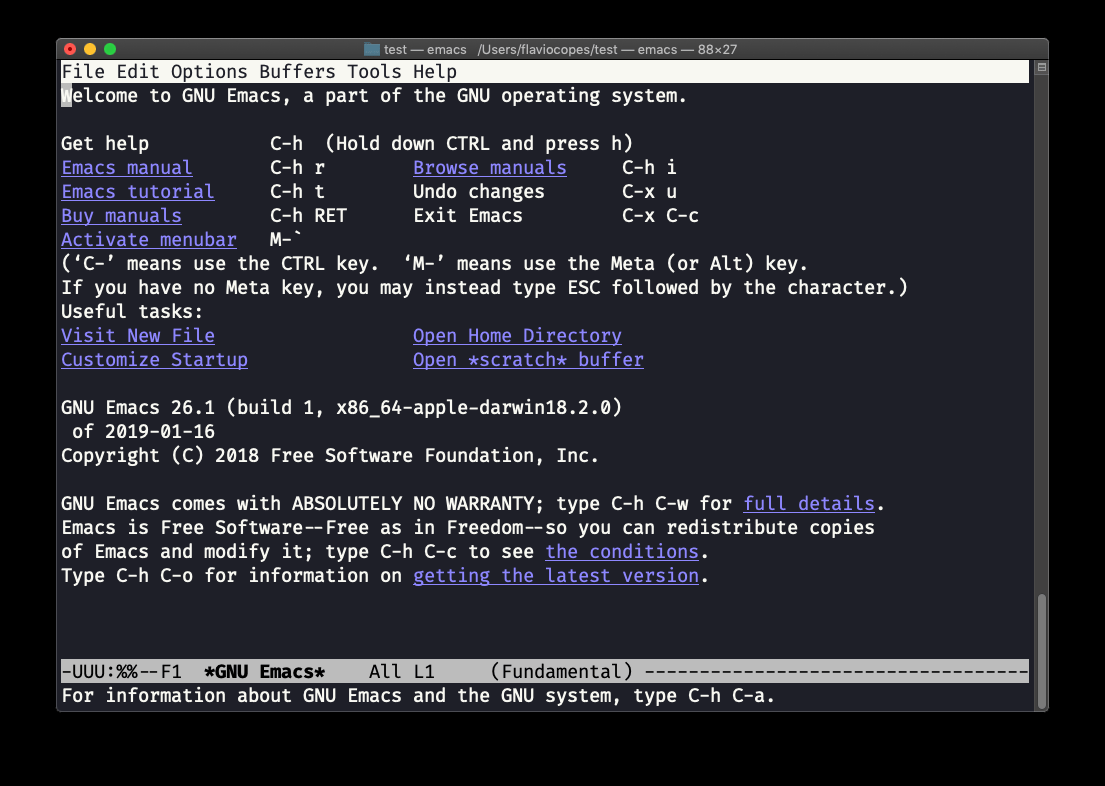 test — emacs  /Users/flaviocopes/test — emacs — 88×27
File Edit Options Buffers Tools Help
Welcome to GNU Emacs, a part of the GNU operating system.
Get help           C-h  (Hold down CTRL and press h)
Emacs manual       C-h r        Browse manuals     C-h i
Emacs tutorial     C-h t        Undo changes       C-x u
Buy manuals        C-h RET      Exit Emacs         C-x C-c
Activate menubar   M-`
(‘C-’ means use the CTRL key.  ‘M-’ means use the Meta (or Alt) key.
If you have no Meta key, you may instead type ESC followed by the character.)
Useful tasks:
Visit New File                  Open Home Directory
Customize Startup               Open *scratch* buffer
GNU Emacs 26.1 (build 1, x86_64-apple-darwin18.2.0)
 of 2019-01-16
Copyright (C) 2018 Free Software Foundation, Inc.
GNU Emacs comes with ABSOLUTELY NO WARRANTY; type C-h C-w for full details.
Emacs is Free Software--Free as in Freedom--so you can redistribute copies
of Emacs and modify it; type C-h C-c to see the conditions.
Type C-h C-o for information on getting the latest version.
-UUU:%%--F1  *GNU Emacs*    All L1     (Fundamental) -----------------------------------
For information about GNU Emacs and the GNU system, type C-h C-a.